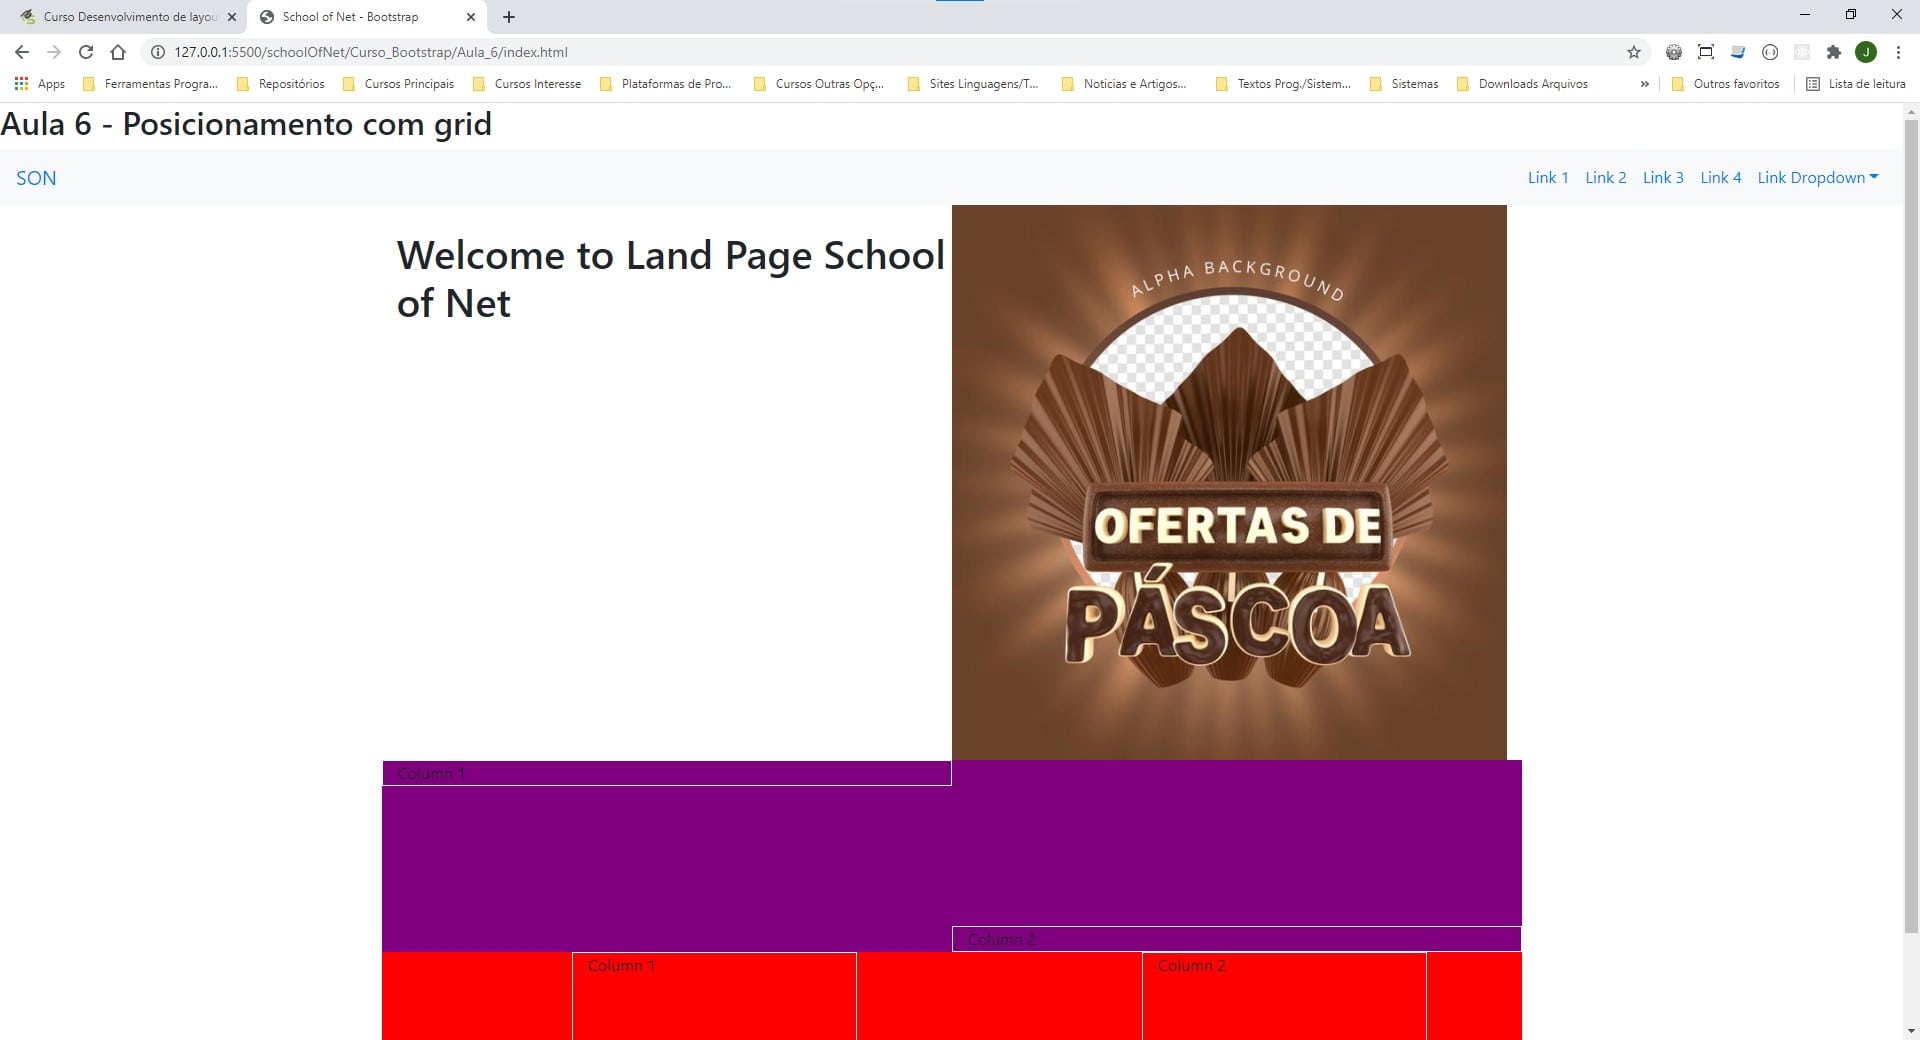 Curso Desenvolvimento de layou
School of Net - Bootstrap
127.0.0.1:5500/schoolOfNet/Curso_Bootstrap/Aula_6/index.html
J
Apps
Ferramentas Progra...
Repositórios
Cursos Principais
Cursos Interesse
Plataformas de Pro...
Cursos Outras Opç...
Sites Linguagens/T...
Noticias e Artigos...
Textos Prog./Sistem...
Sistemas
Downloads Arquivos
»
Outros favoritos
Lista de leitura
Aula 6 - Posicionamento com grid
SON
Link 1
Link 2
Link 3
Link 4
Link Dropdown
Welcome to Land Page School
of Net
ALPHA BACKGROUND
OFERTAS DE
PÁSCOA
Column 1
Column 2
Column 1
Column 2